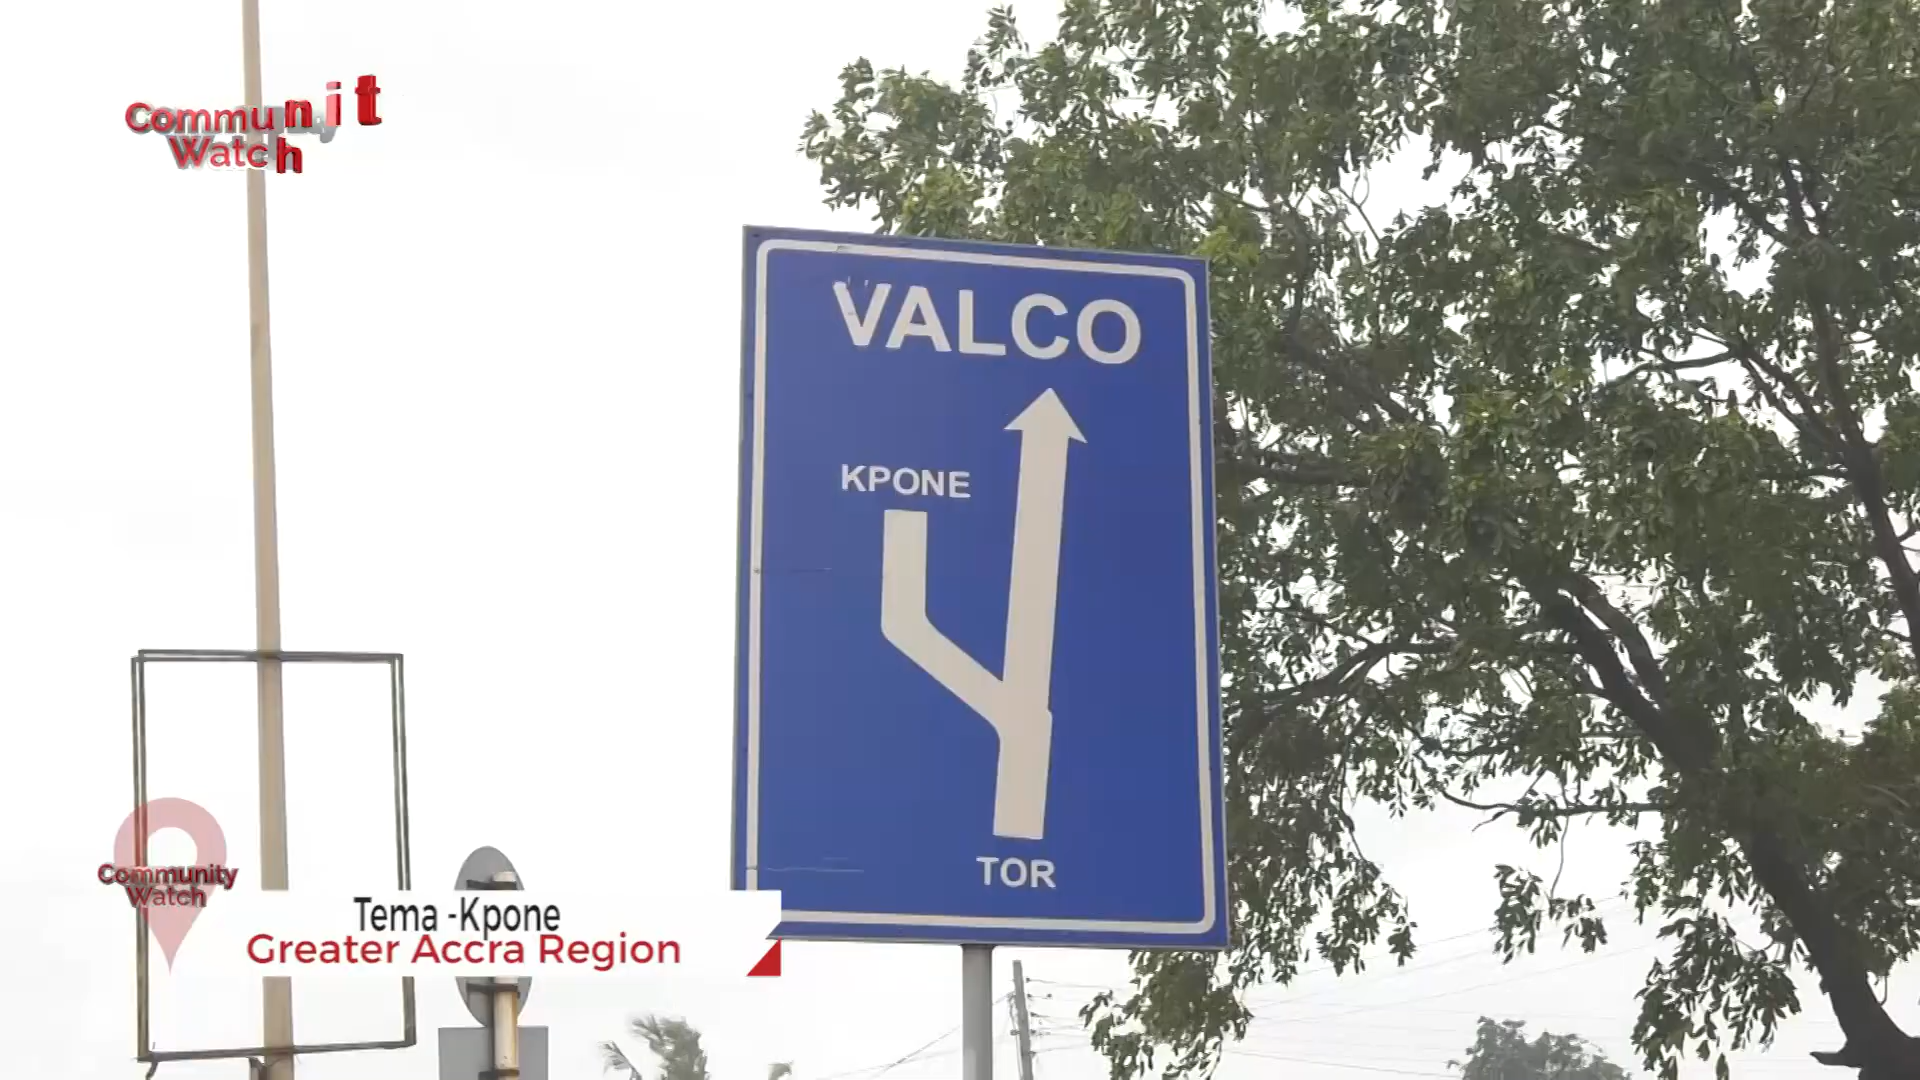 Community
Watch
VALCO
KPONE
TOR
Community
Watch
Tema -Kpone
Greater Accra Region